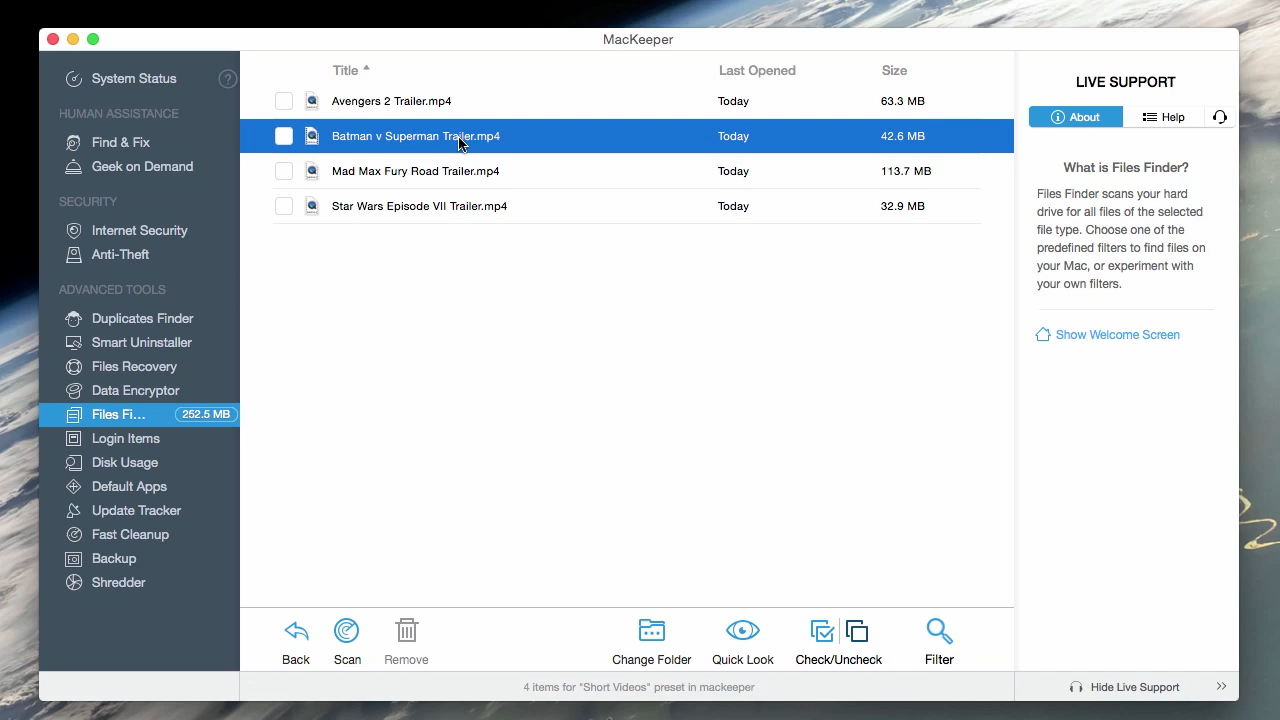 MacKeeper
System Status ?
HUMAN ASSISTANCE
Find & Fix
Geek on Demand
SECURITY
Internet Security
Anti-Theft
ADVANCED TOOLS
Duplicates Finder
Smart Uninstaller
Files Recovery
Data Encryptor
Files Fi... 252.5 MB
Login Items
Disk Usage
Default Apps
Update Tracker
Fast Cleanup
Backup
Shredder
Title Last Opened Size
Avengers 2 Trailer.mp4 Today 63.3 MB
Batman v Superman Trailer.mp4 Today 42.6 MB
Mad Max Fury Road Trailer.mp4 Today 113.7 MB
Star Wars Episode VII Trailer.mp4 Today 32.9 MB
Back Scan Remove Change Folder Quick Look Check/Uncheck Filter
4 items for "Short Videos" preset in mackeeper
LIVE SUPPORT
About Help
What is Files Finder?
Files Finder scans your hard
drive for all files of the selected
file type. Choose one of the
predefined filters to find files on
your Mac, or experiment with
your own filters.
Show Welcome Screen
Hide Live Support